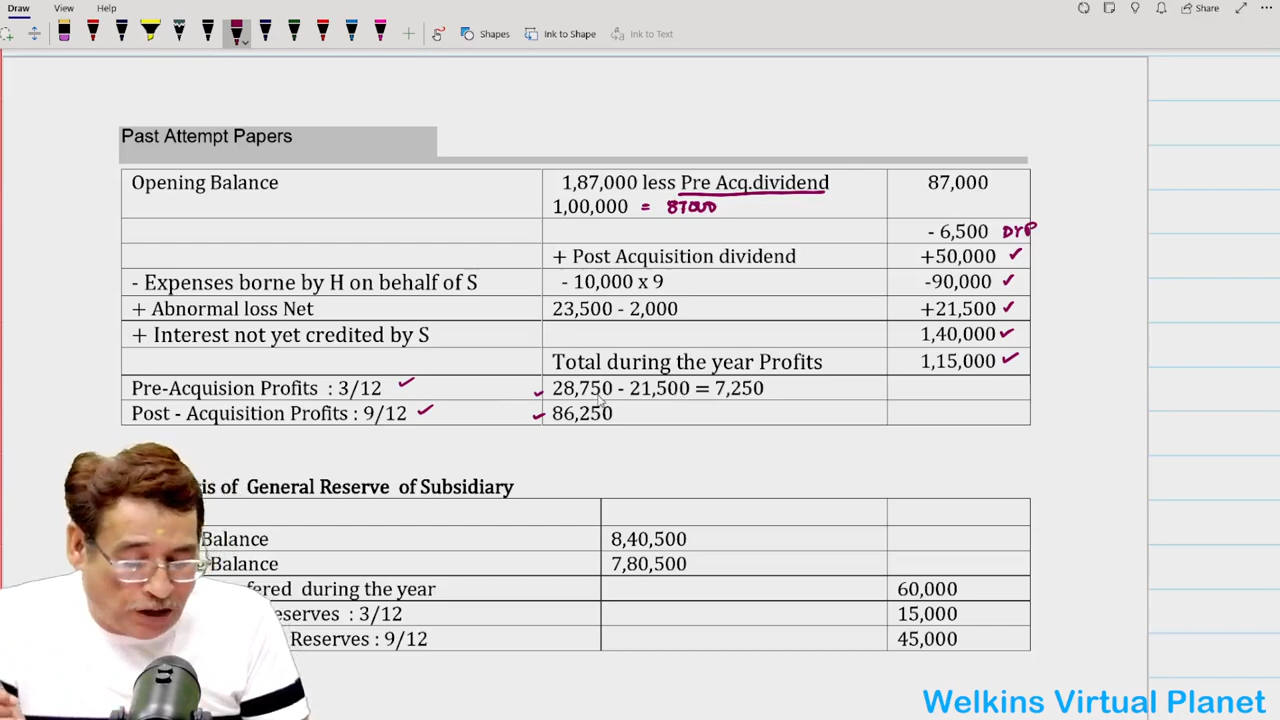 Draw View Help
Share
Shapes Ink to Shape Ink to Text
Past Attempt Papers
Opening Balance 1,87,000 less Pre Acq.dividend 87,000
1,00,000 = 87000
- 6,500
+ Post Acquisition dividend +50,000
- Expenses borne by H on behalf of S - 10,000 x 9 -90,000
+ Abnormal loss Net 23,500 - 2,000 +21,500
+ Interest not yet credited by S 1,40,000
Total during the year Profits 1,15,000
Pre-Acquision Profits : 3/12 28,750 - 21,500 = 7,250
Post - Acquisition Profits : 9/12 86,250
is of General Reserve of Subsidiary
Balance 8,40,500
Balance 7,80,500
fered during the year 60,000
eserves : 3/12 15,000
Reserves : 9/12 45,000
Welkins Virtual Planet